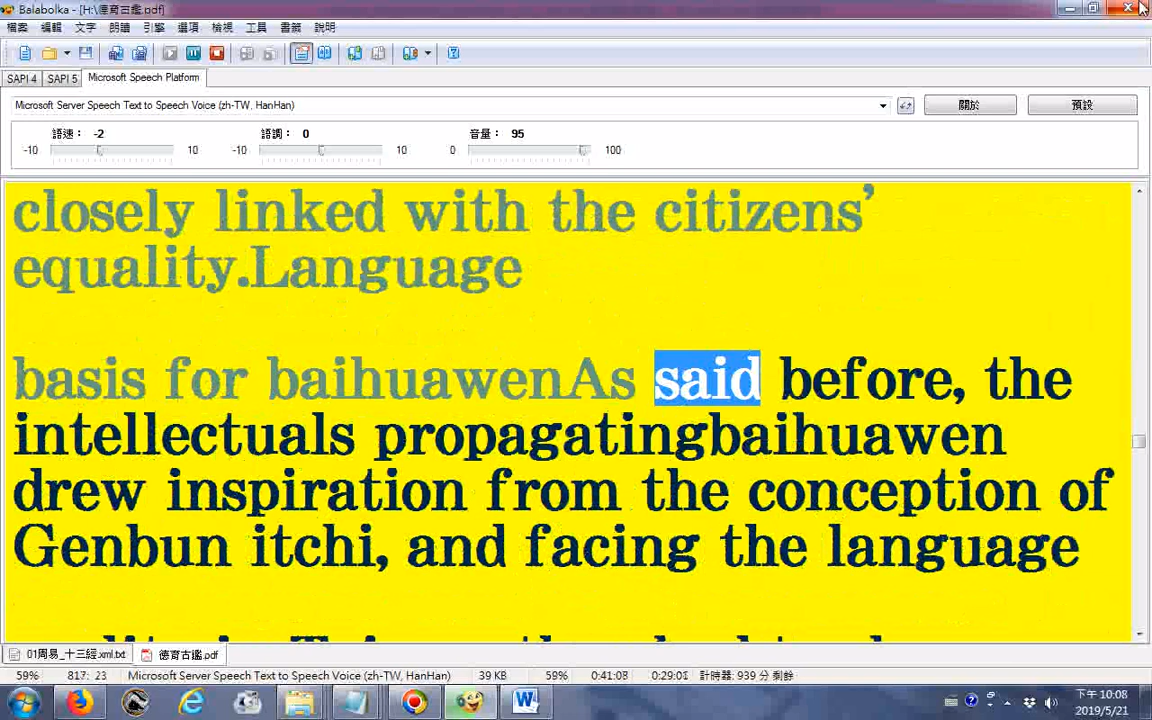 Balabolka - [H:\德育古鑑.pdf]
檔案 編輯 文字 朗讀 引擎 選項 檢視 工具 書籤 說明
SAPI 4 SAPI 5 Microsoft Speech Platform
Microsoft Server Speech Text to Speech Voice (zh-TW, HanHan) 關於 預設
語速： -2 語調： 0 音量： 95
-10 10 -10 10 0 100
closely linked with the citizens’
equality.Language
basis for baihuawenAs said before, the
intellectuals propagatingbaihuawen
drew inspiration from the conception of
Genbun itchi, and facing the language
01周易_十三經.xml.txt 德育古鑑.pdf
59% 817: 23 Microsoft Server Speech Text to Speech Voice (zh-TW, HanHan) 39 KB 59% 0:41:08 0:29:01 計時器: 939 分 剩餘
下午 10:08
2019/5/21